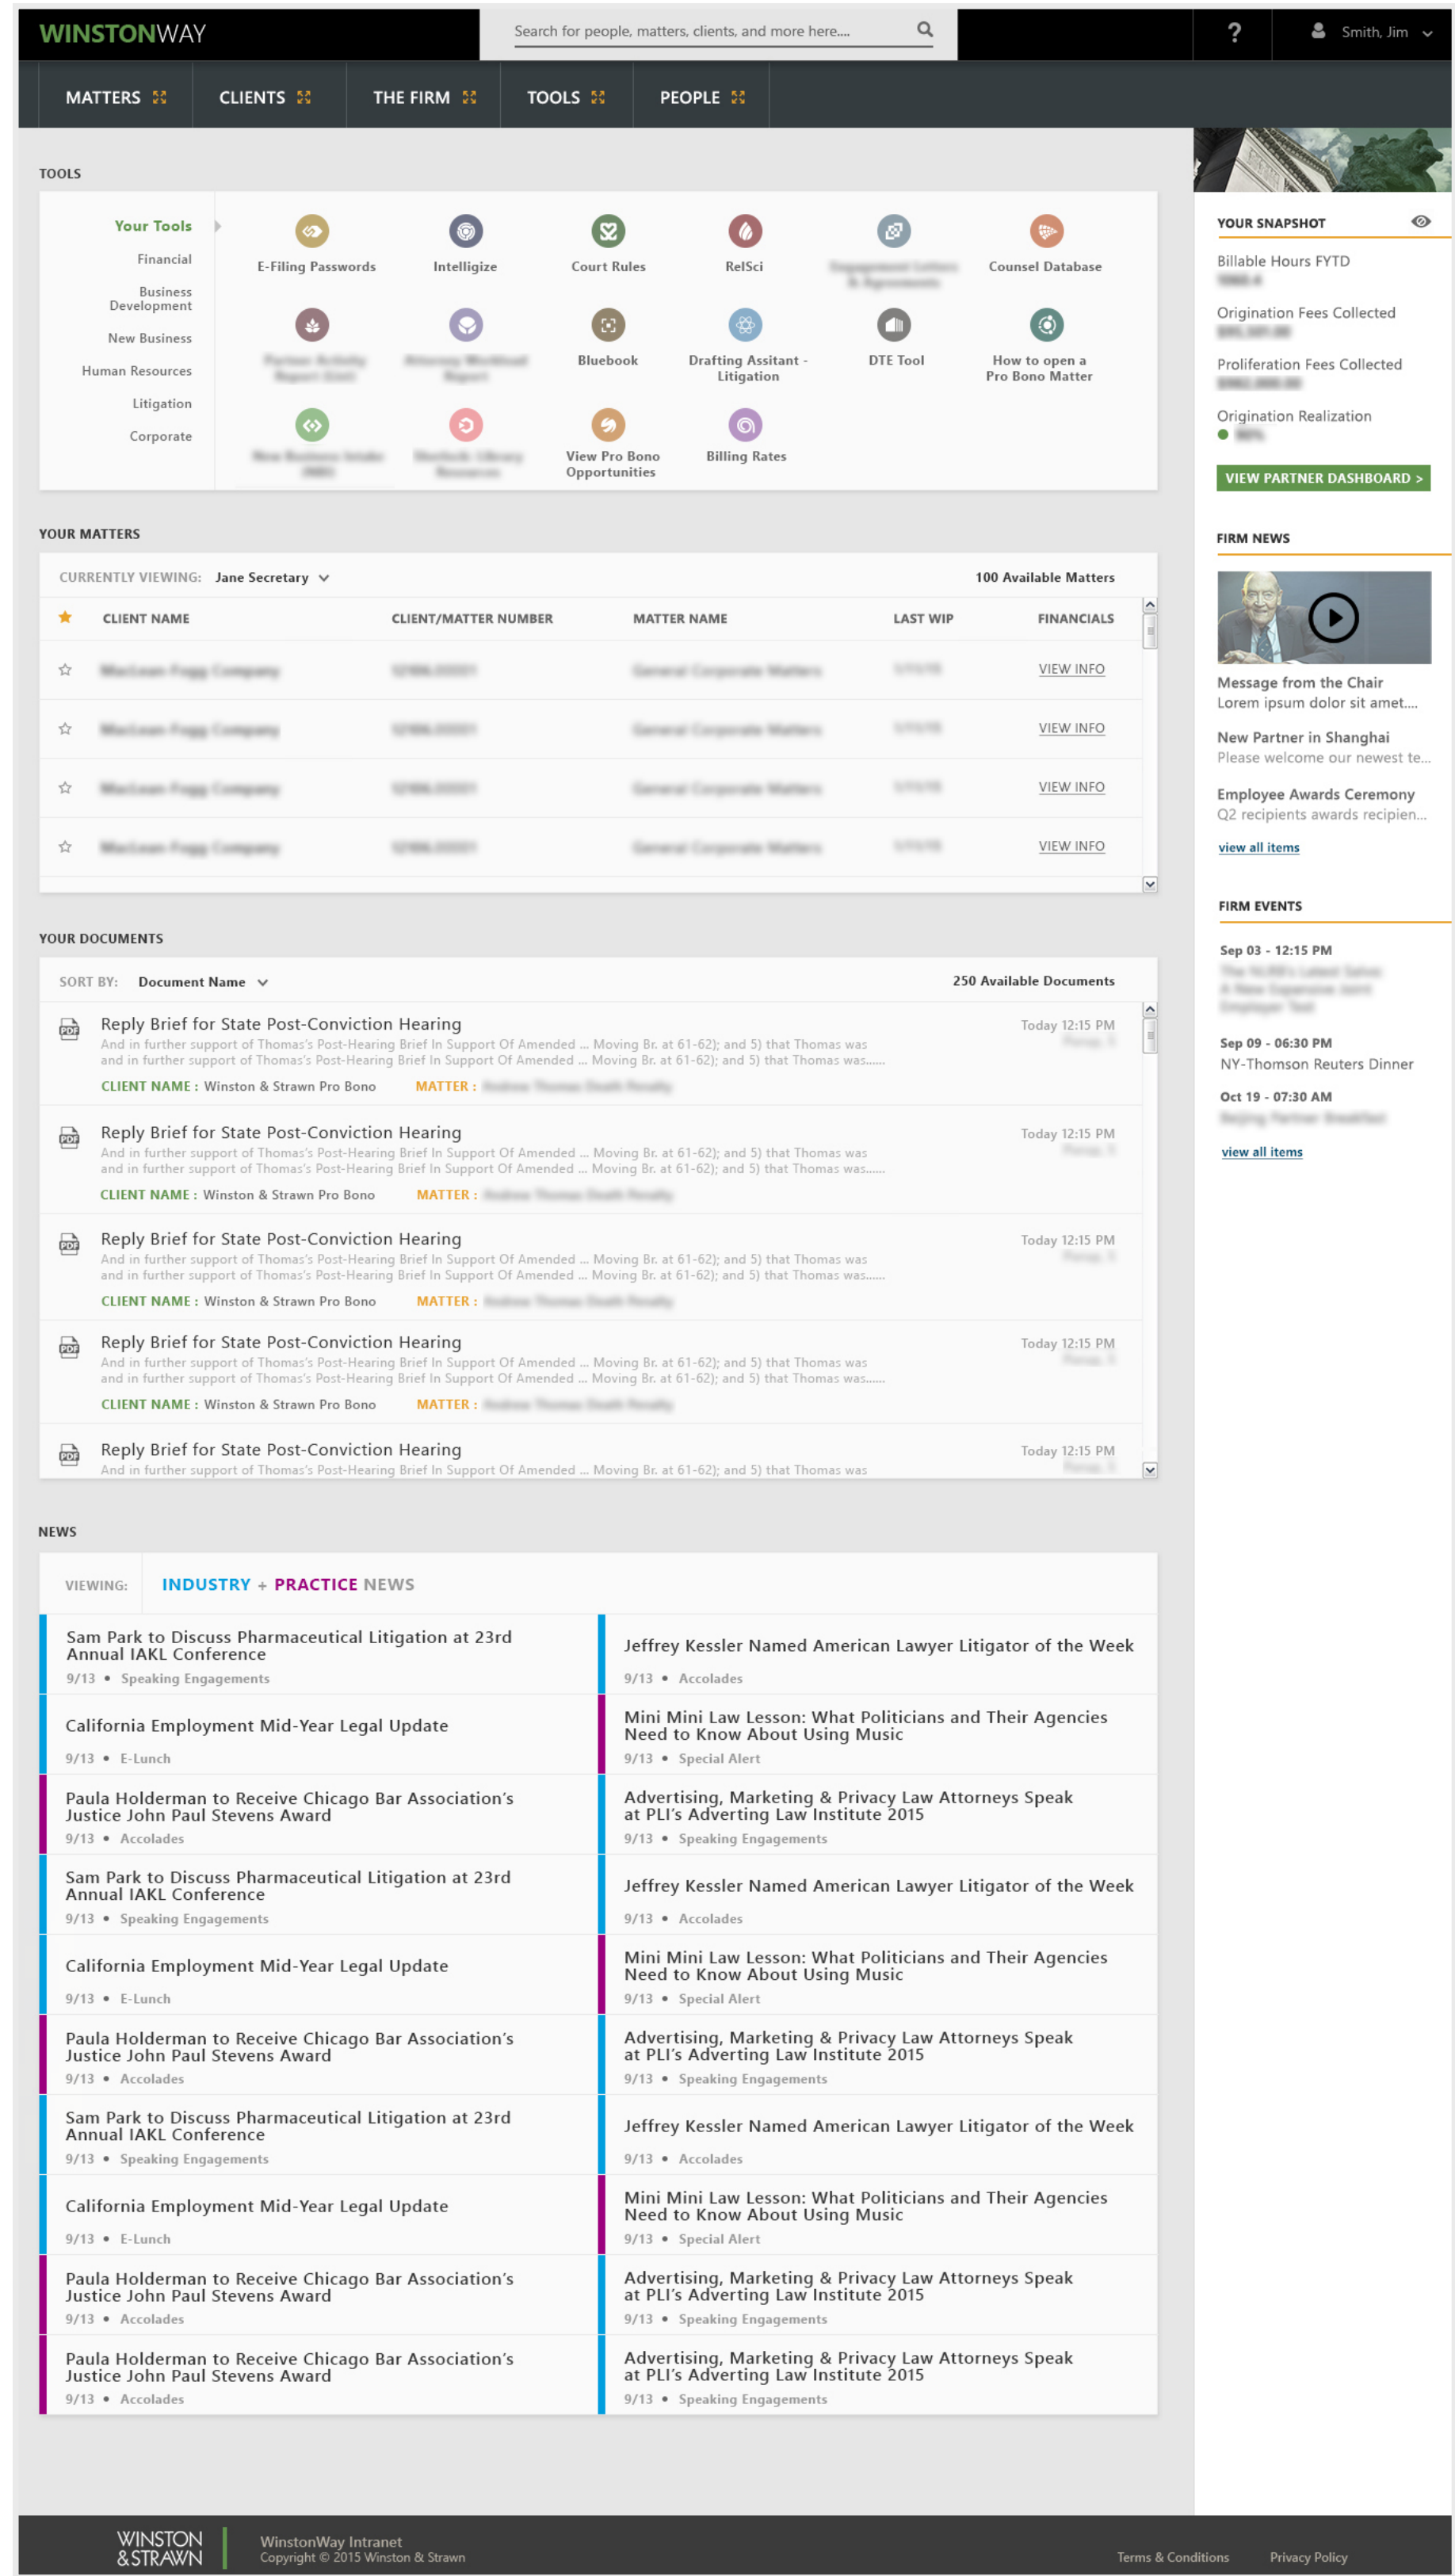 WINSTONWAY
Search for people, matters, clients, and more here....
?
Smith, Jim
MATTERS
CLIENTS
THE FIRM
TOOLS
PEOPLE
TOOLS
Your Tools
Financial
Business
Development
New Business
Human Resources
Litigation
Corporate
E-Filing Passwords
Intelligize
Court Rules
RelSci
Counsel Database
Bluebook
Drafting Assitant -
Litigation
DTE Tool
How to open a
Pro Bono Matter
View Pro Bono
Opportunities
Billing Rates
YOUR MATTERS
CURRENTLY VIEWING: Jane Secretary
100 Available Matters
CLIENT NAME
CLIENT/MATTER NUMBER
MATTER NAME
LAST WIP
FINANCIALS
VIEW INFO
VIEW INFO
VIEW INFO
VIEW INFO
YOUR DOCUMENTS
SORT BY: Document Name
250 Available Documents
PDF
Reply Brief for State Post-Conviction Hearing
Today 12:15 PM
And in further support of Thomas's Post-Hearing Brief In Support Of Amended ... Moving Br. at 61-62); and 5) that Thomas was
and in further support of Thomas's Post-Hearing Brief In Support Of Amended ... Moving Br. at 61-62); and 5) that Thomas was......
CLIENT NAME : Winston & Strawn Pro Bono MATTER :
PDF
Reply Brief for State Post-Conviction Hearing
Today 12:15 PM
And in further support of Thomas's Post-Hearing Brief In Support Of Amended ... Moving Br. at 61-62); and 5) that Thomas was
and in further support of Thomas's Post-Hearing Brief In Support Of Amended ... Moving Br. at 61-62); and 5) that Thomas was......
CLIENT NAME : Winston & Strawn Pro Bono MATTER :
PDF
Reply Brief for State Post-Conviction Hearing
Today 12:15 PM
And in further support of Thomas's Post-Hearing Brief In Support Of Amended ... Moving Br. at 61-62); and 5) that Thomas was
and in further support of Thomas's Post-Hearing Brief In Support Of Amended ... Moving Br. at 61-62); and 5) that Thomas was......
CLIENT NAME : Winston & Strawn Pro Bono MATTER :
PDF
Reply Brief for State Post-Conviction Hearing
Today 12:15 PM
And in further support of Thomas's Post-Hearing Brief In Support Of Amended ... Moving Br. at 61-62); and 5) that Thomas was
and in further support of Thomas's Post-Hearing Brief In Support Of Amended ... Moving Br. at 61-62); and 5) that Thomas was......
CLIENT NAME : Winston & Strawn Pro Bono MATTER :
PDF
Reply Brief for State Post-Conviction Hearing
Today 12:15 PM
And in further support of Thomas's Post-Hearing Brief In Support Of Amended ... Moving Br. at 61-62); and 5) that Thomas was
NEWS
VIEWING: INDUSTRY + PRACTICE NEWS
Sam Park to Discuss Pharmaceutical Litigation at 23rd
Annual IAKL Conference
9/13 • Speaking Engagements
Jeffrey Kessler Named American Lawyer Litigator of the Week
9/13 • Accolades
California Employment Mid-Year Legal Update
9/13 • E-Lunch
Mini Mini Law Lesson: What Politicians and Their Agencies
Need to Know About Using Music
9/13 • Special Alert
Paula Holderman to Receive Chicago Bar Association's
Justice John Paul Stevens Award
9/13 • Accolades
Advertising, Marketing & Privacy Law Attorneys Speak
at PLI's Adverting Law Institute 2015
9/13 • Speaking Engagements
Sam Park to Discuss Pharmaceutical Litigation at 23rd
Annual IAKL Conference
9/13 • Speaking Engagements
Jeffrey Kessler Named American Lawyer Litigator of the Week
9/13 • Accolades
California Employment Mid-Year Legal Update
9/13 • E-Lunch
Mini Mini Law Lesson: What Politicians and Their Agencies
Need to Know About Using Music
9/13 • Special Alert
Paula Holderman to Receive Chicago Bar Association's
Justice John Paul Stevens Award
9/13 • Accolades
Advertising, Marketing & Privacy Law Attorneys Speak
at PLI's Adverting Law Institute 2015
9/13 • Speaking Engagements
Sam Park to Discuss Pharmaceutical Litigation at 23rd
Annual IAKL Conference
9/13 • Speaking Engagements
Jeffrey Kessler Named American Lawyer Litigator of the Week
9/13 • Accolades
California Employment Mid-Year Legal Update
9/13 • E-Lunch
Mini Mini Law Lesson: What Politicians and Their Agencies
Need to Know About Using Music
9/13 • Special Alert
Paula Holderman to Receive Chicago Bar Association's
Justice John Paul Stevens Award
9/13 • Accolades
Advertising, Marketing & Privacy Law Attorneys Speak
at PLI's Adverting Law Institute 2015
9/13 • Speaking Engagements
Paula Holderman to Receive Chicago Bar Association's
Justice John Paul Stevens Award
9/13 • Accolades
Advertising, Marketing & Privacy Law Attorneys Speak
at PLI's Adverting Law Institute 2015
9/13 • Speaking Engagements
YOUR SNAPSHOT
Billable Hours FYTD
Origination Fees Collected
Proliferation Fees Collected
Origination Realization
VIEW PARTNER DASHBOARD >
FIRM NEWS
Message from the Chair
Lorem ipsum dolor sit amet....
New Partner in Shanghai
Please welcome our newest te...
Employee Awards Ceremony
Q2 recipients awards recipien...
view all items
FIRM EVENTS
Sep 03 - 12:15 PM
Sep 09 - 06:30 PM
NY-Thomson Reuters Dinner
Oct 19 - 07:30 AM
view all items
WINSTON
& STRAWN
WinstonWay Intranet
Copyright © 2015 Winston & Strawn
Terms & Conditions
Privacy Policy